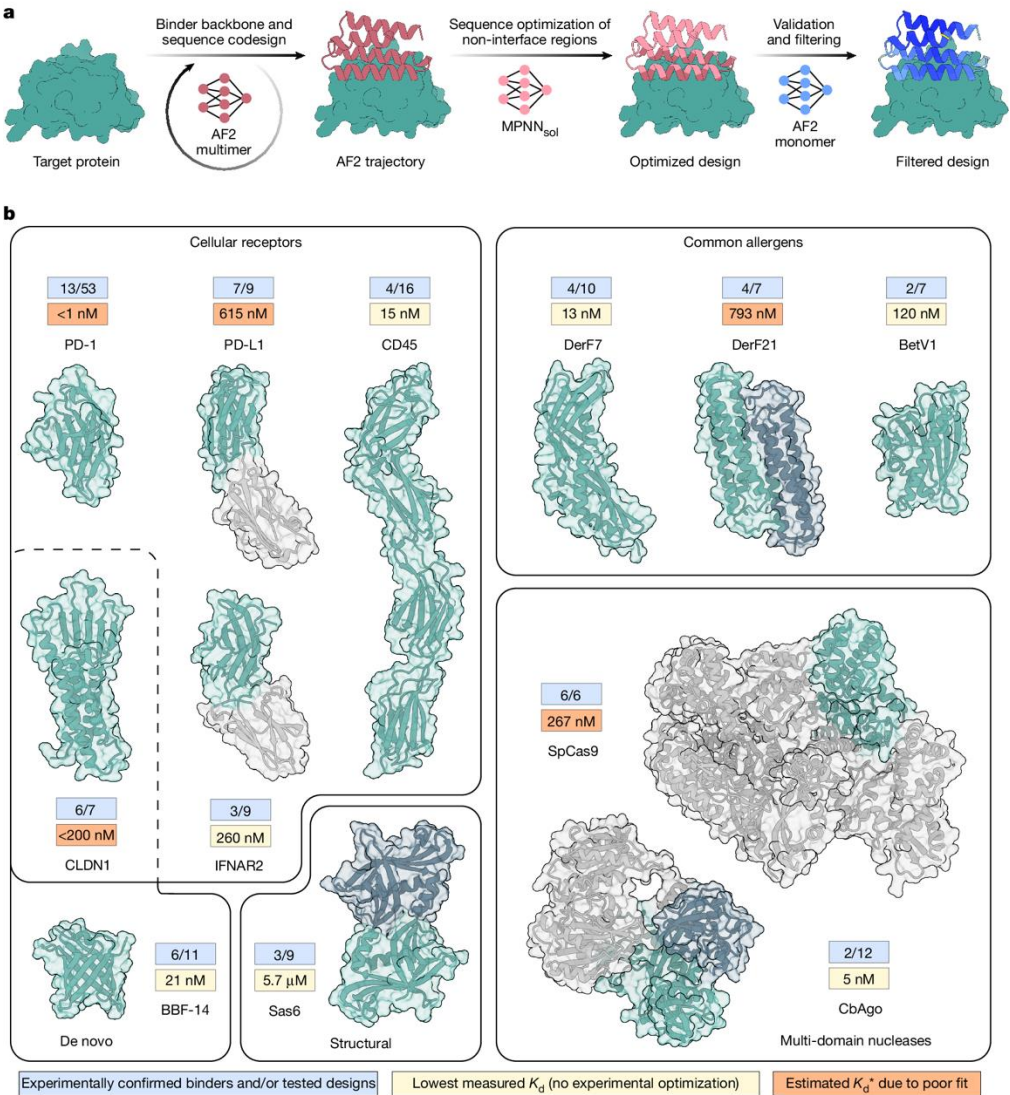 a
Binder backbone and
sequence codesign
Sequence optimization of
non-interface regions
Validation
and filtering
AF2
multimer
MPNNsol
AF2
monomer
Target protein
AF2 trajectory
Optimized design
Filtered design
b
Cellular receptors
13/53
<1 nM
PD-1
7/9
615 nM
PD-L1
4/16
15 nM
CD45
6/7
<200 nM
CLDN1
3/9
260 nM
IFNAR2
Common allergens
4/10
13 nM
DerF7
4/7
793 nM
DerF21
2/7
120 nM
BetV1
6/6
267 nM
SpCas9
2/12
5 nM
CbAgo
Multi-domain nucleases
6/11
21 nM
BBF-14
De novo
3/9
5.7 μM
Sas6
Structural
Experimentally confirmed binders and/or tested designs
Lowest measured Kd (no experimental optimization)
Estimated Kd* due to poor fit